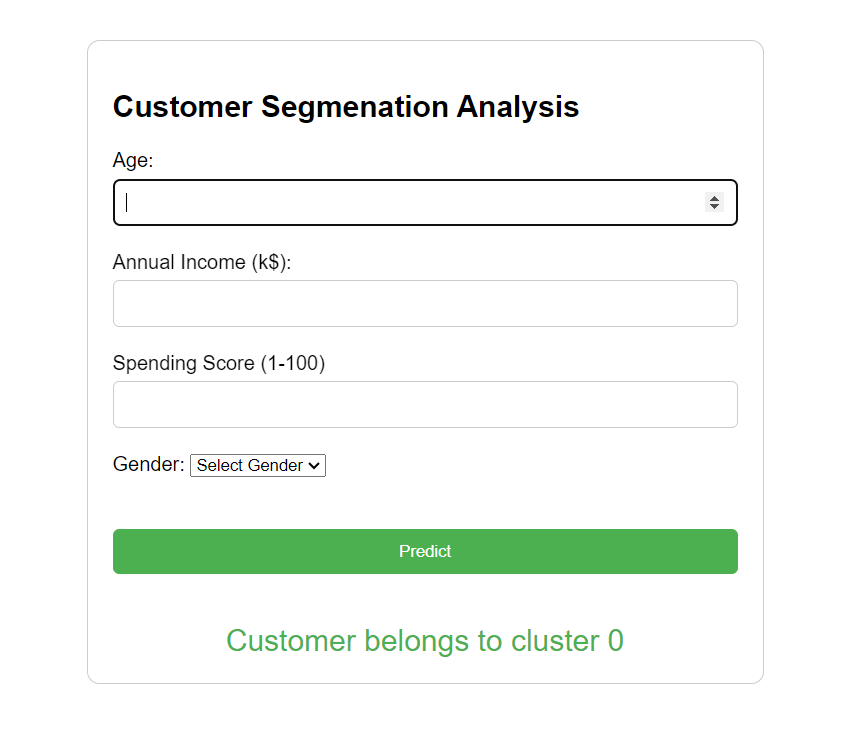 Customer Segmenation Analysis
Age:
Annual Income (k$):
Spending Score (1-100)
Gender: Select Gender
Predict
Customer belongs to cluster 0